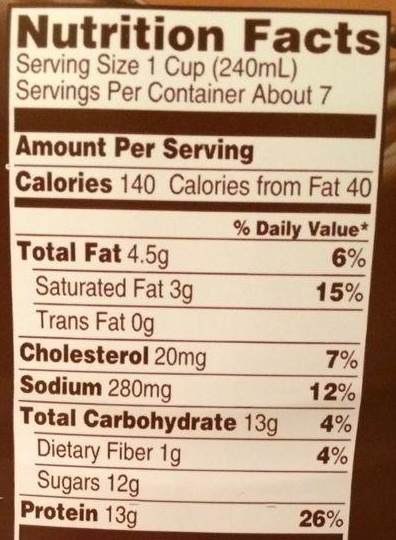 Nutrition Facts
Serving Size 1 Cup (240mL)
Servings Per Container About 7
Amount Per Serving
Calories 140 Calories from Fat 40
% Daily Value*
Total Fat 4.5g 6%
Saturated Fat 3g 15%
Trans Fat 0g
Cholesterol 20mg 7%
Sodium 280mg 12%
Total Carbohydrate 13g 4%
Dietary Fiber 1g 4%
Sugars 12g
Protein 13g 26%